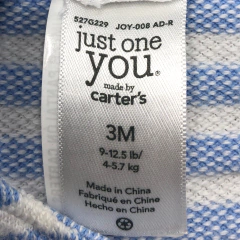 527G229 JOY-008 AD-R
just one
you®
made by
carter's
3M
9-12.5 lb/
4-5.7 kg
Made in China
Fabriqué en Chine
Hecho en China